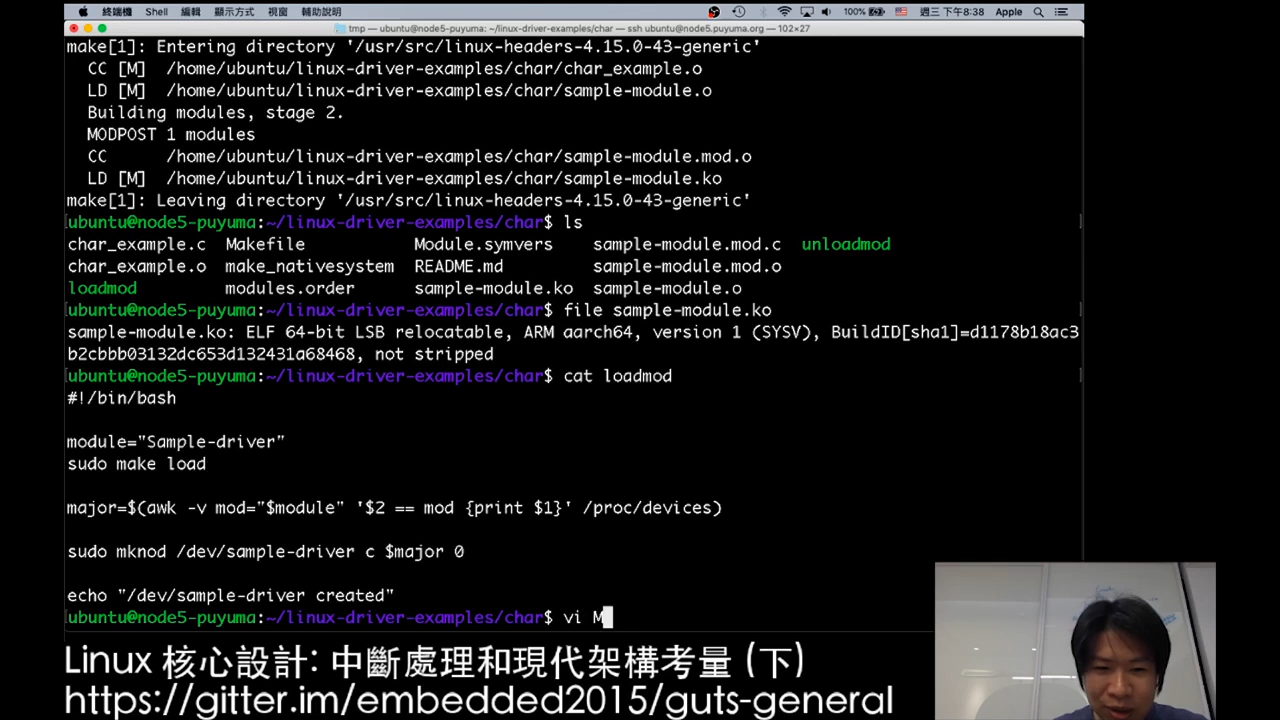 終端機 Shell 編輯 顯示方式 視窗 輔助說明 100% 週三 下午8:38 Apple
tmp — ubuntu@node5-puyuma: ~/linux-driver-examples/char — ssh ubuntu@node5.puyuma.org — 102×27
make[1]: Entering directory '/usr/src/linux-headers-4.15.0-43-generic'
CC [M] /home/ubuntu/linux-driver-examples/char/char_example.o
LD [M] /home/ubuntu/linux-driver-examples/char/sample-module.o
Building modules, stage 2.
MODPOST 1 modules
CC /home/ubuntu/linux-driver-examples/char/sample-module.mod.o
LD [M] /home/ubuntu/linux-driver-examples/char/sample-module.ko
make[1]: Leaving directory '/usr/src/linux-headers-4.15.0-43-generic'
ubuntu@node5-puyuma:~/linux-driver-examples/char$ ls
char_example.c Makefile Module.symvers sample-module.mod.c unloadmod
char_example.o make_nativesystem README.md sample-module.mod.o
loadmod modules.order sample-module.ko sample-module.o
ubuntu@node5-puyuma:~/linux-driver-examples/char$ file sample-module.ko
sample-module.ko: ELF 64-bit LSB relocatable, ARM aarch64, version 1 (SYSV), BuildID[sha1]=d1178b18ac3
b2cbbb03132dc653d132431a68468, not stripped
ubuntu@node5-puyuma:~/linux-driver-examples/char$ cat loadmod
#!/bin/bash
module="Sample-driver"
sudo make load
major=$(awk -v mod="$module" '$2 == mod {print $1}' /proc/devices)
sudo mknod /dev/sample-driver c $major 0
echo "/dev/sample-driver created"
ubuntu@node5-puyuma:~/linux-driver-examples/char$ vi M
Linux 核心設計: 中斷處理和現代架構考量 (下)
https://gitter.im/embedded2015/guts-general